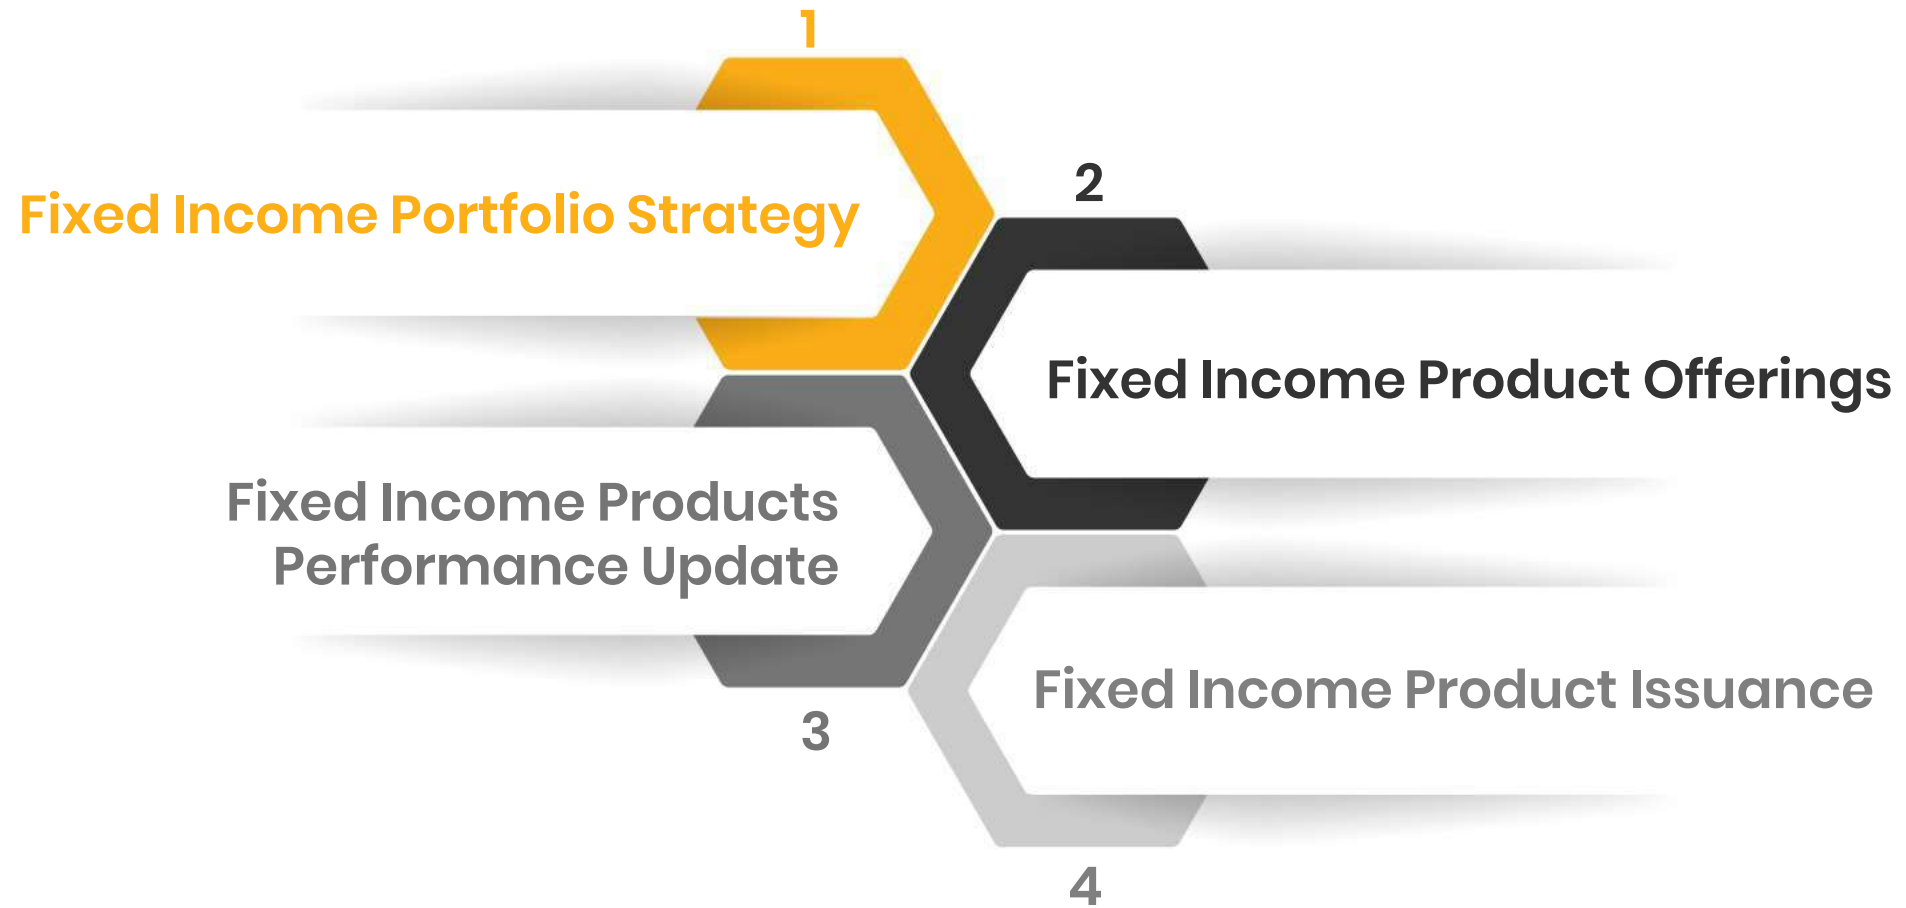 1
Fixed Income Portfolio Strategy
2
Fixed Income Product Offerings
Fixed Income Products
Performance Update
3
Fixed Income Product Issuance
4